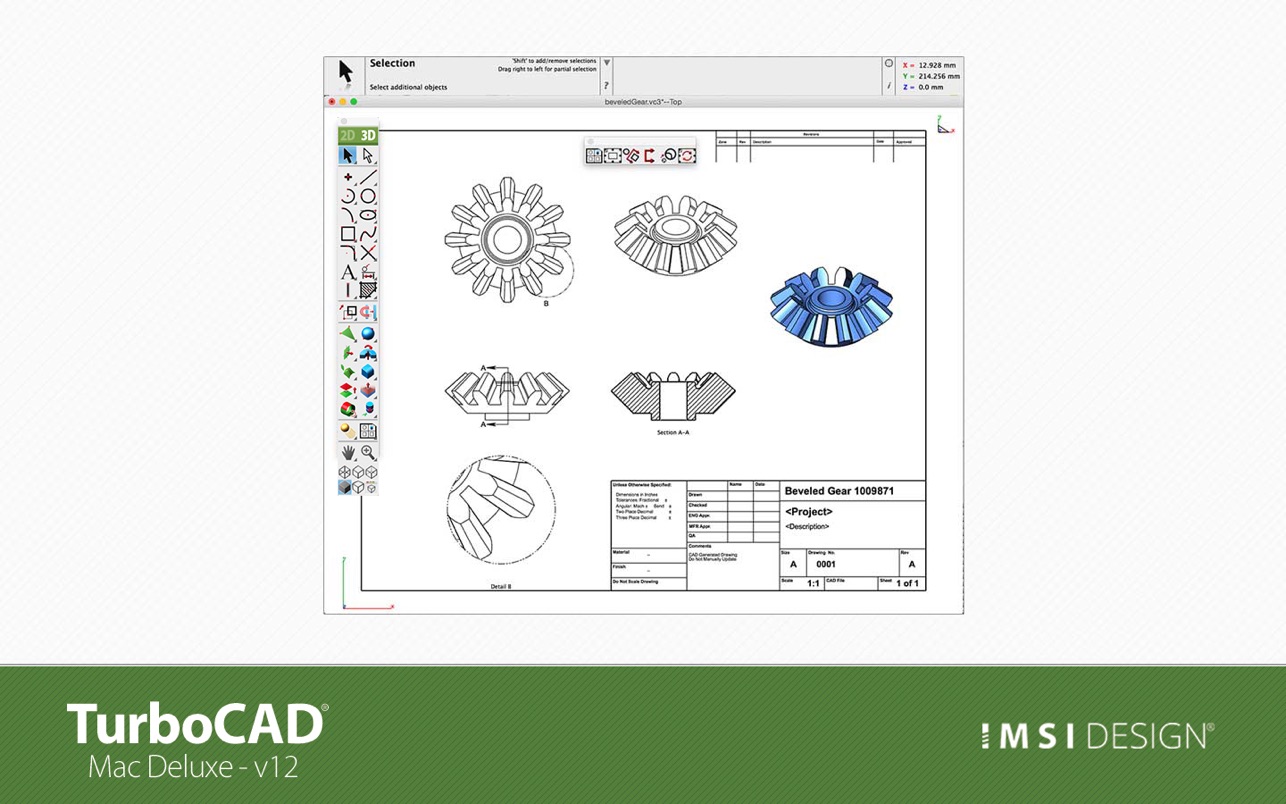 Selection
'Shift' to add/remove selections
Drag right to left for partial selection
Select additional objects
?
i
X = 12.928 mm
Y = 214.256 mm
Z = 0.0 mm
beveledGear.vc3*--Top
2D 3D
A
Revisions
Zone Rev Description Date Approved
B
A
A
Section A-A
Detail B
Unless Otherwise Specified:
Dimensions in Inches
Tolerances: Fractional ±
Angular: Mach ± Bend ±
Two Place Decimal ±
Three Place Decimal ±
Material
--
Finish
--
Do Not Scale Drawing
Name Date
Drawn
Checked
ENG Appr.
MFR Appr.
QA
Comments
CAD Generated Drawing
Do Not Manually Update
Beveled Gear 1009871
<Project>
<Description>
Size Drawing No. Rev
A 0001 A
Scale 1:1 CAD File Sheet 1 of 1
TurboCAD®
Mac Deluxe - v12
IMSI DESIGN®